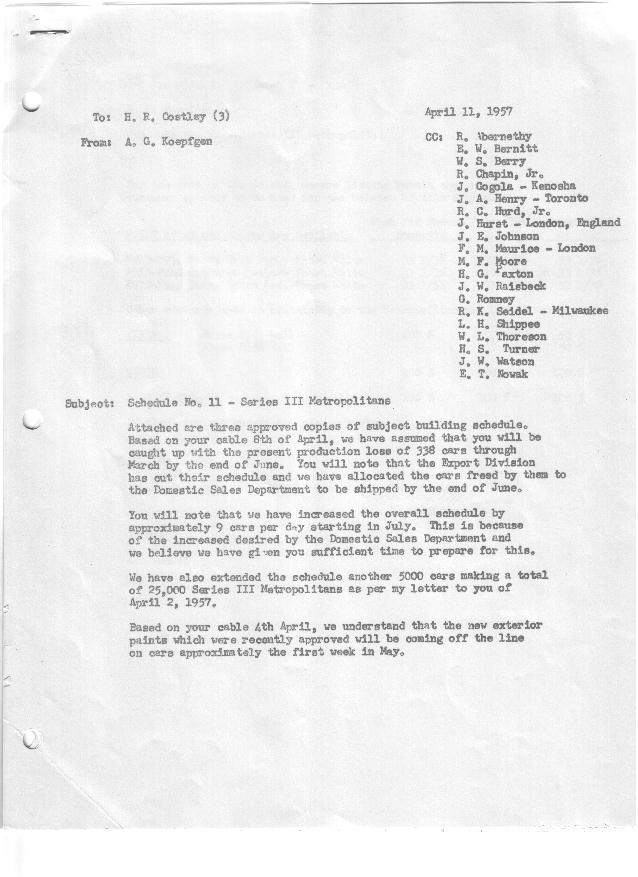 April 11, 1957
To: H. R. Costley (3)
From: A. G. Koepfgen
CC: R. Abernethy
E. W. Bernitt
W. S. Berry
R. Chapin, Jr.
J. Gogola - Kenosha
J. A. Henry - Toronto
R. C. Hurd, Jr.
J. Hurst - London, England
J. E. Johnson
F. M. Maurice - London
M. F. Moore
H. G. Paxton
J. W. Raisbeck
G. Romney
R. K. Seidel - Milwaukee
L. H. Shippee
W. L. Thoreson
H. S. Turner
J. W. Watson
E. T. Nowak
Subject: Schedule No. 11 - Series III Metropolitans
Attached are three approved copies of subject building schedule.
Based on your cable 8th of April, we have assumed that you will be
caught up with the present production loss of 338 cars through
March by the end of June. You will note that the Export Division
has cut their schedule and we have allocated the cars freed by them to
the Domestic Sales Department to be shipped by the end of June.
You will note that we have increased the overall schedule by
approximately 9 cars per day starting in July. This is because
of the increased desired by the Domestic Sales Department and
we believe we have given you sufficient time to prepare for this.
We have also extended the schedule another 5000 cars making a total
of 25,000 Series III Metropolitans as per my letter to you of
April 2, 1957.
Based on your cable 4th April, we understand that the new exterior
paints which were recently approved will be coming off the line
on cars approximately the first week in May.